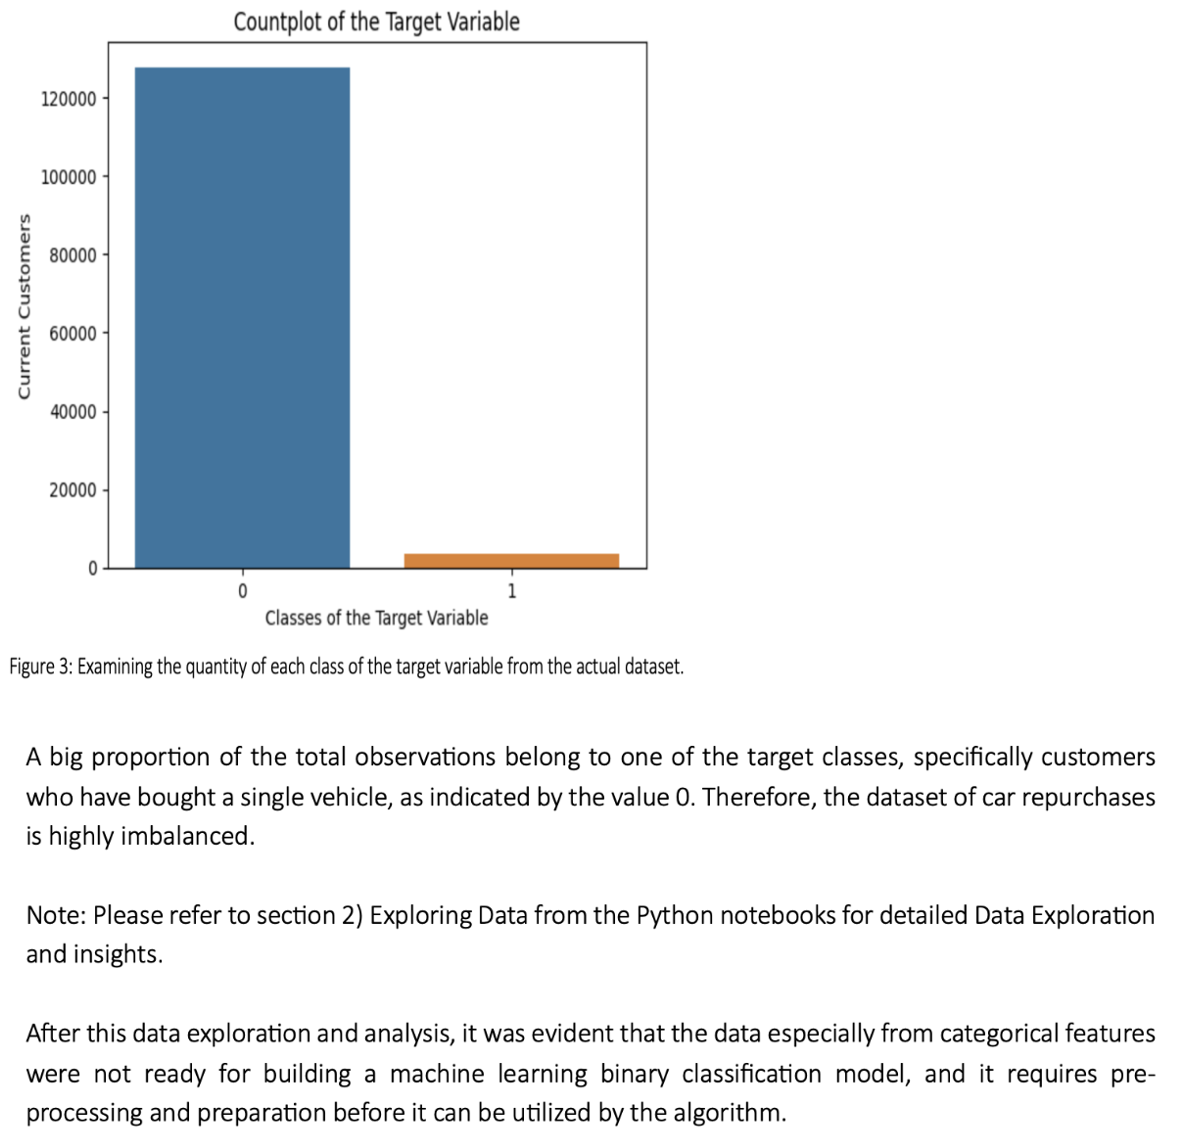 Countplot of the Target Variable
120000
100000
80000
60000
40000
20000
0
Current Customers
0 1
Classes of the Target Variable
Figure 3: Examining the quantity of each class of the target variable from the actual dataset.
A big proportion of the total observations belong to one of the target classes, specifically customers
who have bought a single vehicle, as indicated by the value 0. Therefore, the dataset of car repurchases
is highly imbalanced.
Note: Please refer to section 2) Exploring Data from the Python notebooks for detailed Data Exploration
and insights.
After this data exploration and analysis, it was evident that the data especially from categorical features
were not ready for building a machine learning binary classification model, and it requires pre-
processing and preparation before it can be utilized by the algorithm.